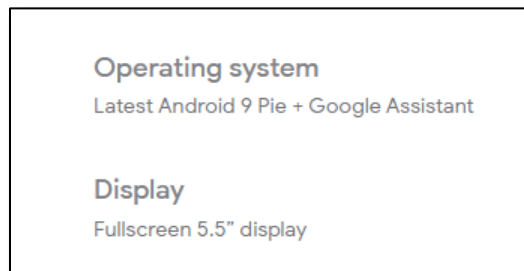 Operating system
Latest Android 9 Pie + Google Assistant
Display
Fullscreen 5.5” display